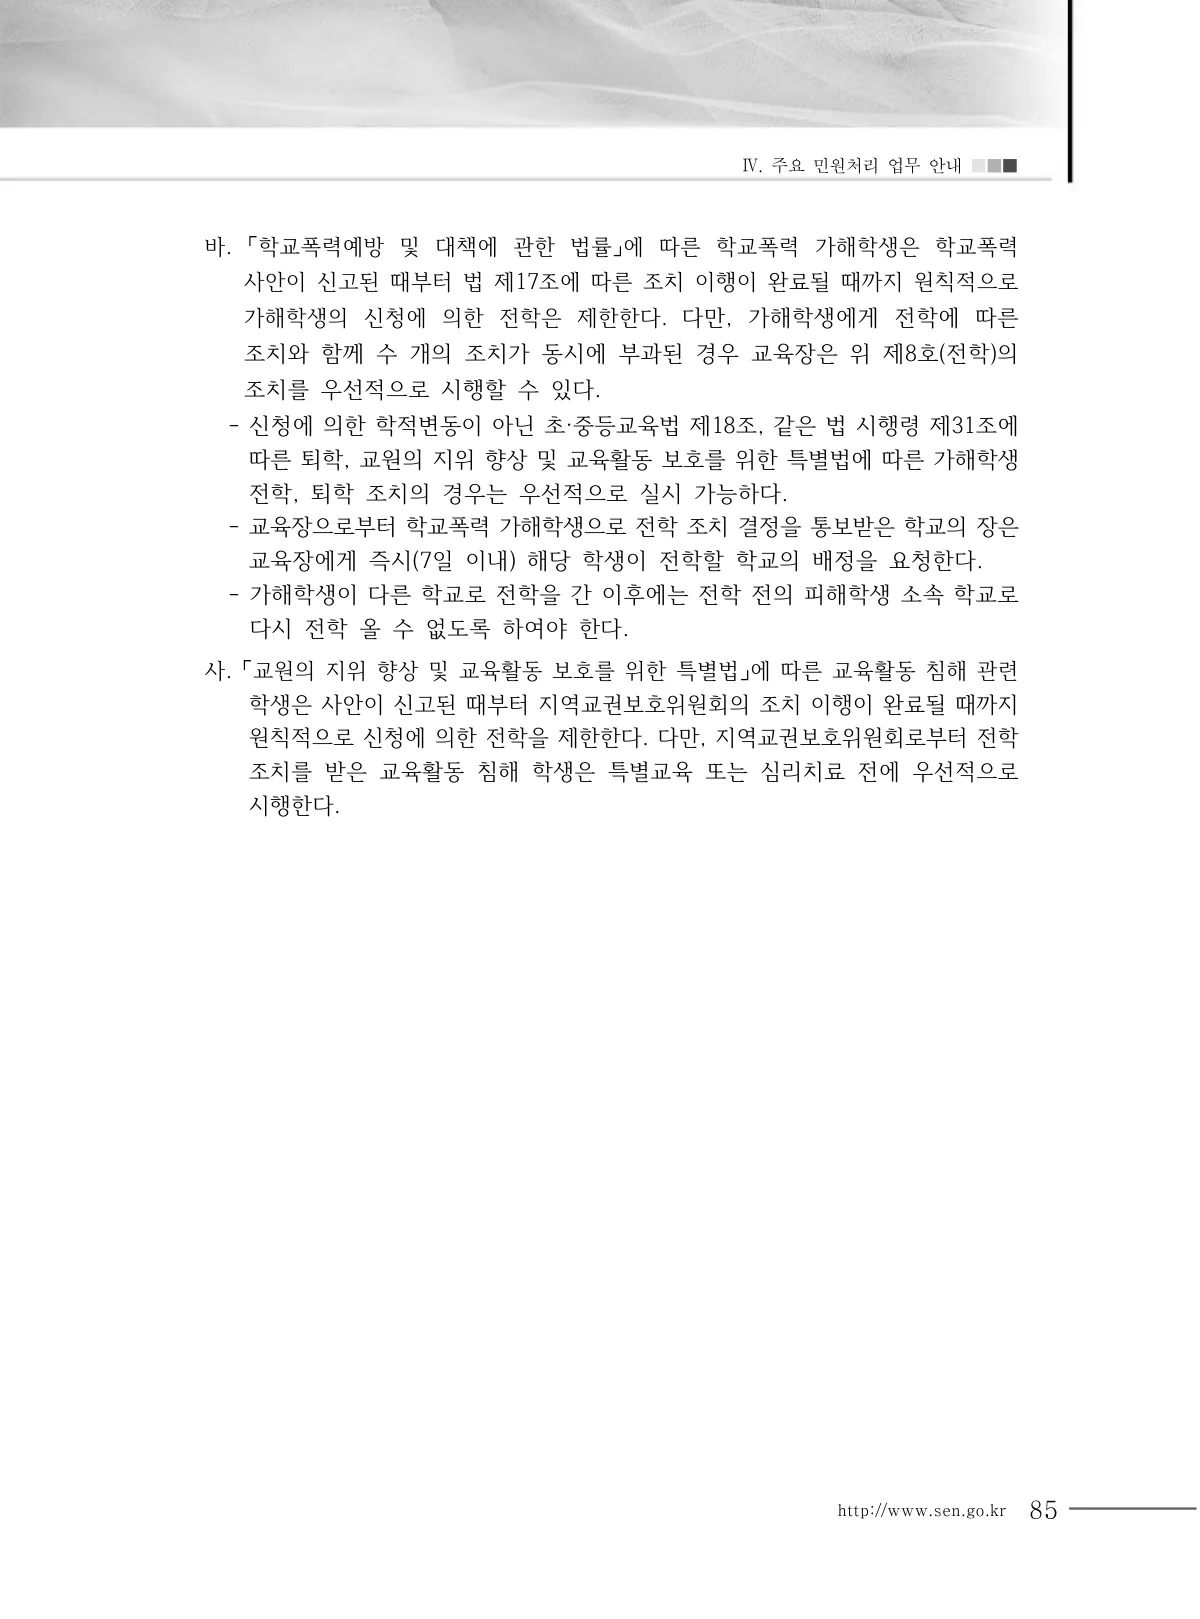 Ⅳ. 주요 민원처리 업무 안내
바. ｢학교폭력예방 및 대책에 관한 법률｣에 따른 학교폭력 가해학생은 학교폭력
사안이 신고된 때부터 법 제17조에 따른 조치 이행이 완료될 때까지 원칙적으로
가해학생의 신청에 의한 전학은 제한한다. 다만, 가해학생에게 전학에 따른
조치와 함께 수 개의 조치가 동시에 부과된 경우 교육장은 위 제8호(전학)의
조치를 우선적으로 시행할 수 있다.
- 신청에 의한 학적변동이 아닌 초·중등교육법 제18조, 같은 법 시행령 제31조에
따른 퇴학, 교원의 지위 향상 및 교육활동 보호를 위한 특별법에 따른 가해학생
전학, 퇴학 조치의 경우는 우선적으로 실시 가능하다.
- 교육장으로부터 학교폭력 가해학생으로 전학 조치 결정을 통보받은 학교의 장은
교육장에게 즉시(7일 이내) 해당 학생이 전학할 학교의 배정을 요청한다.
- 가해학생이 다른 학교로 전학을 간 이후에는 전학 전의 피해학생 소속 학교로
다시 전학 올 수 없도록 하여야 한다.
사. ｢교원의 지위 향상 및 교육활동 보호를 위한 특별법｣에 따른 교육활동 침해 관련
학생은 사안이 신고된 때부터 지역교권보호위원회의 조치 이행이 완료될 때까지
원칙적으로 신청에 의한 전학을 제한한다. 다만, 지역교권보호위원회로부터 전학
조치를 받은 교육활동 침해 학생은 특별교육 또는 심리치료 전에 우선적으로
시행한다.
http://www.sen.go.kr 85